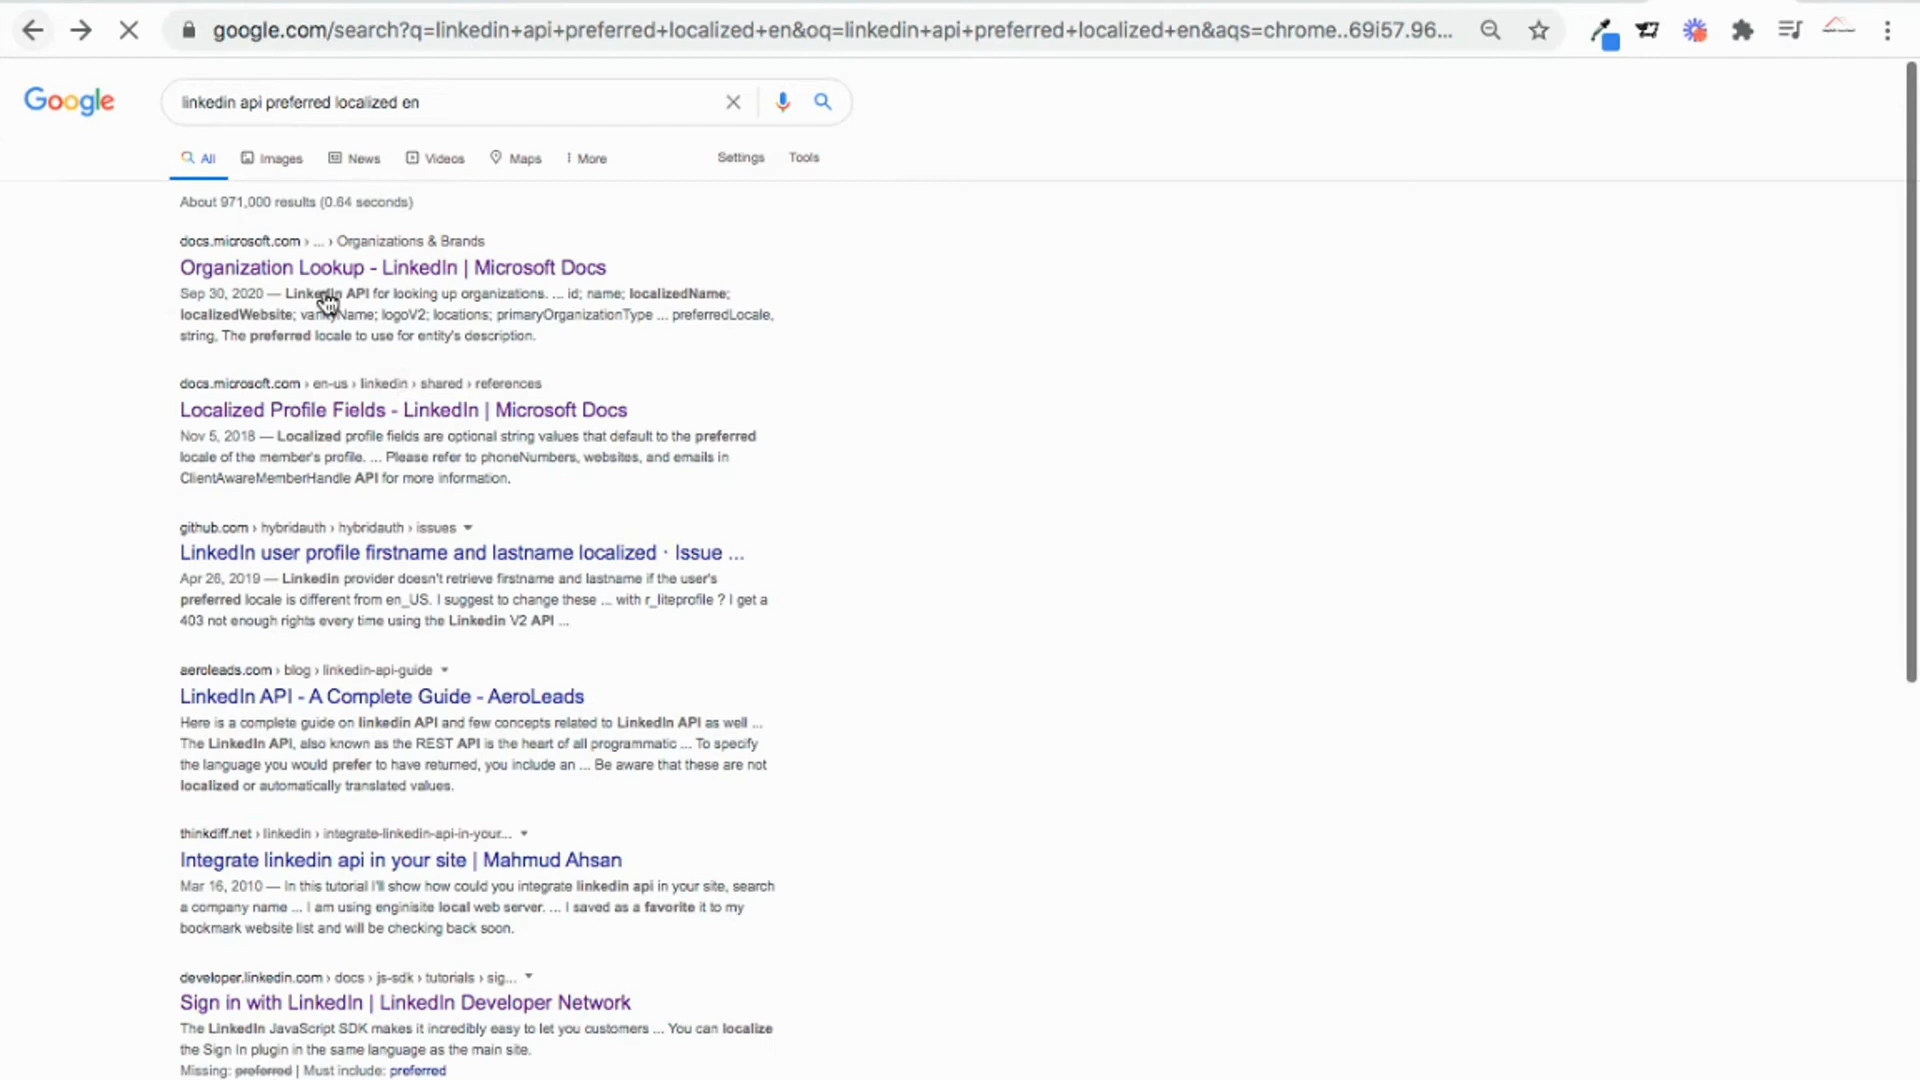 google.com/search?q=linkedin+api+preferred+localized+en&oq=linkedin+api+preferred+localized+en&aqs=chrome..69i57.96...
Google
linkedin api preferred localized en
All Images News Videos Maps More Settings Tools
About 971,000 results (0.64 seconds)
docs.microsoft.com › ... › Organizations & Brands
Organization Lookup - LinkedIn | Microsoft Docs
Sep 30, 2020 — LinkedIn API for looking up organizations. ... id; name; localizedName;
localizedWebsite; vanityName; logoV2; locations; primaryOrganizationType ... preferredLocale,
string, The preferred locale to use for entity's description.
docs.microsoft.com › en-us › linkedin › shared › references
Localized Profile Fields - LinkedIn | Microsoft Docs
Nov 5, 2018 — Localized profile fields are optional string values that default to the preferred
locale of the member's profile. ... Please refer to phoneNumbers, websites, and emails in
ClientAwareMemberHandle API for more information.
github.com › hybridauth › hybridauth › issues
LinkedIn user profile firstname and lastname localized · Issue ...
Apr 26, 2019 — Linkedin provider doesn't retrieve firstname and lastname if the user's
preferred locale is different from en_US. I suggest to change these ... with r_liteprofile ? I get a
403 not enough rights every time using the Linkedin V2 API ...
aeroleads.com › blog › linkedin-api-guide
LinkedIn API - A Complete Guide - AeroLeads
Here is a complete guide on linkedin API and few concepts related to LinkedIn API as well ...
The LinkedIn API, also known as the REST API is the heart of all programmatic ... To specify
the language you would prefer to have returned, you include an ... Be aware that these are not
localized or automatically translated values.
thinkdiff.net › linkedin › integrate-linkedin-api-in-your...
Integrate linkedin api in your site | Mahmud Ahsan
Mar 16, 2010 — In this tutorial I'll show how could you integrate linkedin api in your site, search
a company name ... I am using enginisite local web server. ... I saved as a favorite it to my
bookmark website list and will be checking back soon.
developer.linkedin.com › docs › js-sdk › tutorials › sig...
Sign in with LinkedIn | LinkedIn Developer Network
The LinkedIn JavaScript SDK makes it incredibly easy to let you customers ... You can localize
the Sign In plugin in the same language as the main site.
Missing: preferred | Must include: preferred